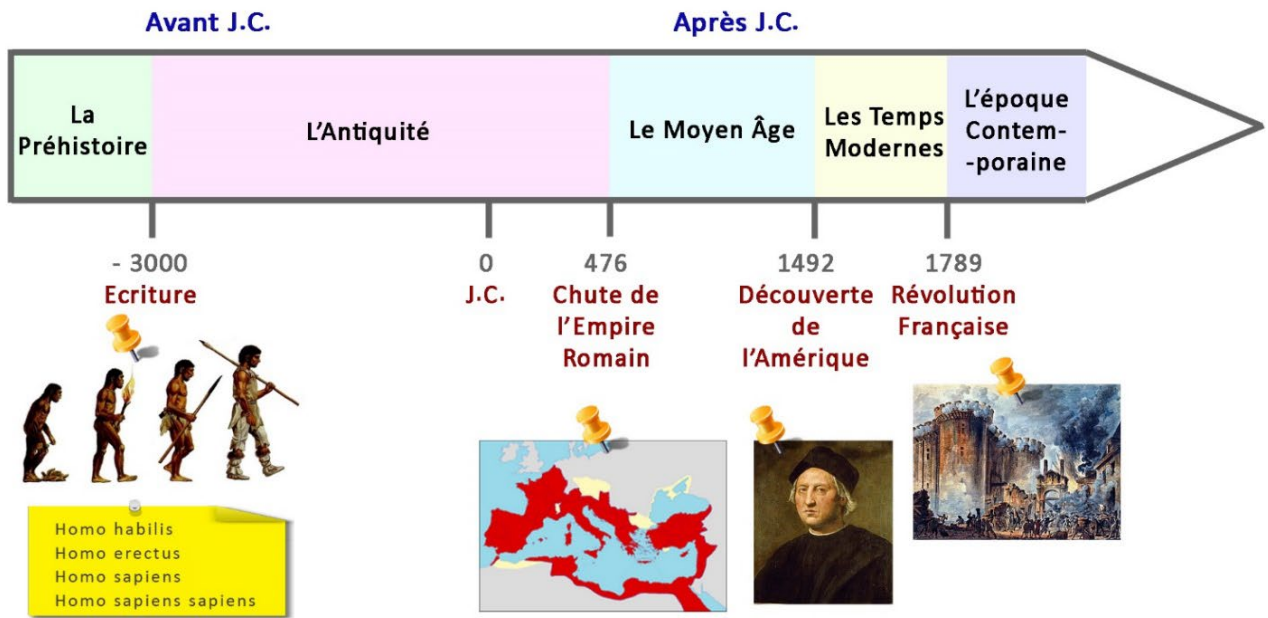 Avant J.C.
Après J.C.
La
Préhistoire
L'Antiquité
Le Moyen Âge
Les Temps
Modernes
L'époque
Contem-
-poraine
- 3000
Ecriture
0
J.C.
476
Chute de
l'Empire
Romain
1492
Découverte
de
l'Amérique
1789
Révolution
Française
Homo habilis
Homo erectus
Homo sapiens
Homo sapiens sapiens